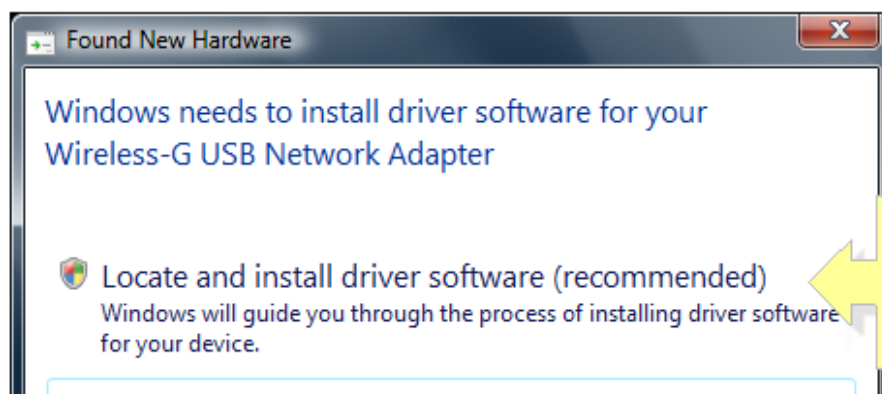 Found New Hardware
Windows needs to install driver software for your
Wireless-G USB Network Adapter
Locate and install driver software (recommended)
Windows will guide you through the process of installing driver software
for your device.